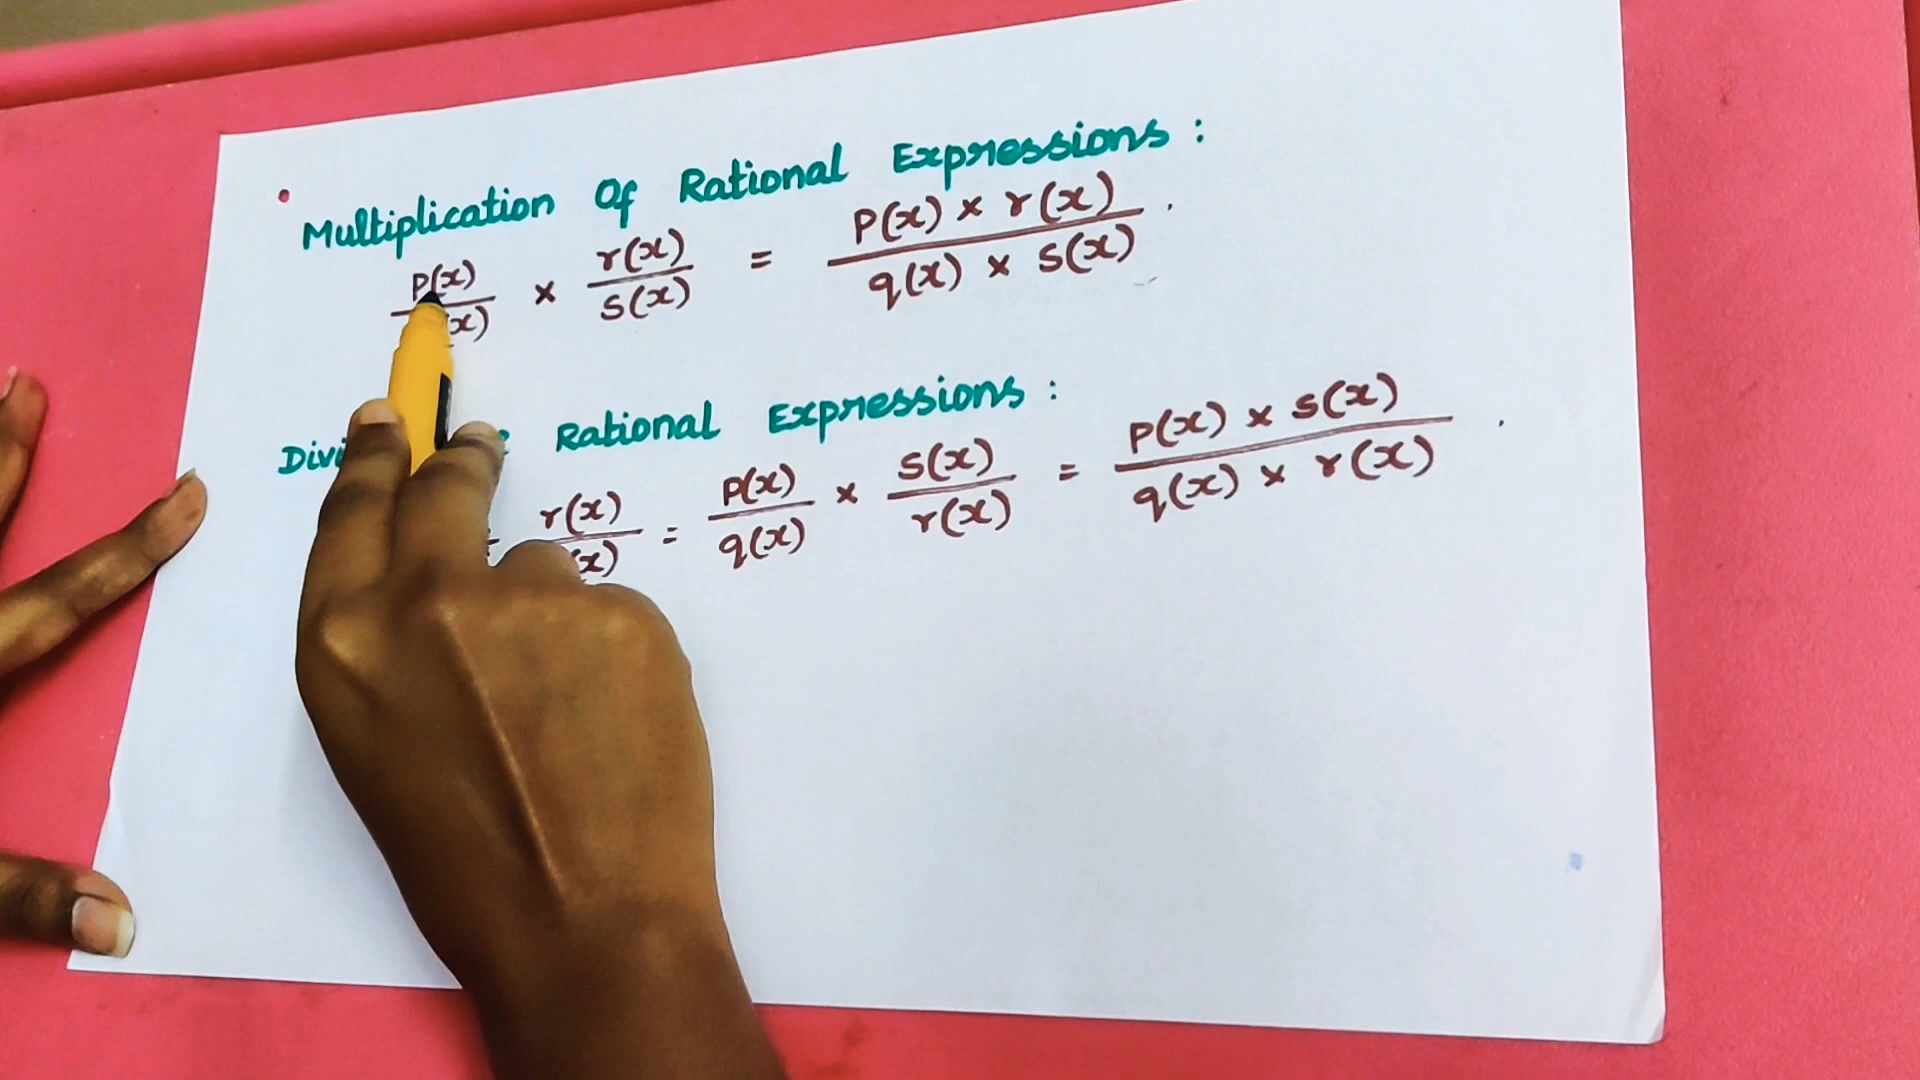 Multiplication Of Rational Expressions :
P(x)/(x) × r(x)/s(x) = P(x) × r(x)/q(x) × s(x) .
Rational Expressions :
r(x)/(x) = P(x)/q(x) × s(x)/r(x) = P(x) × s(x)/q(x) × r(x) .